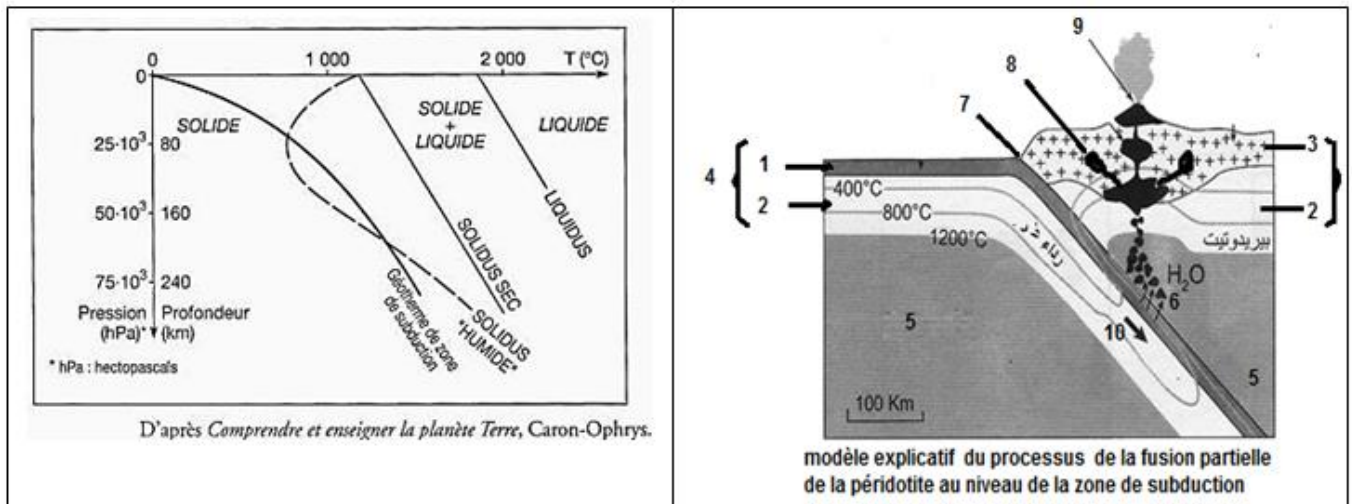 0
1 000
2 000
T (°C)
0
SOLIDE
SOLIDE
+
LIQUIDE
LIQUIDE
25·10³
80
50·10³
160
75·10³
240
Pression
(hPa)*
Profondeur
(km)
LIQUIDUS
SOLIDUS SEC
SOLIDUS
"HUMIDE"
Géotherme de zone
de subduction
* hPa : hectopascals
D'après Comprendre et enseigner la planète Terre, Caron-Ophrys.
9
8
7
3
4
1
2
2
400°C
800°C
1200°C
بيريدوتيت
H₂O
6
10
5
5
100 Km
modèle explicatif du processus de la fusion partielle
de la péridotite au niveau de la zone de subduction